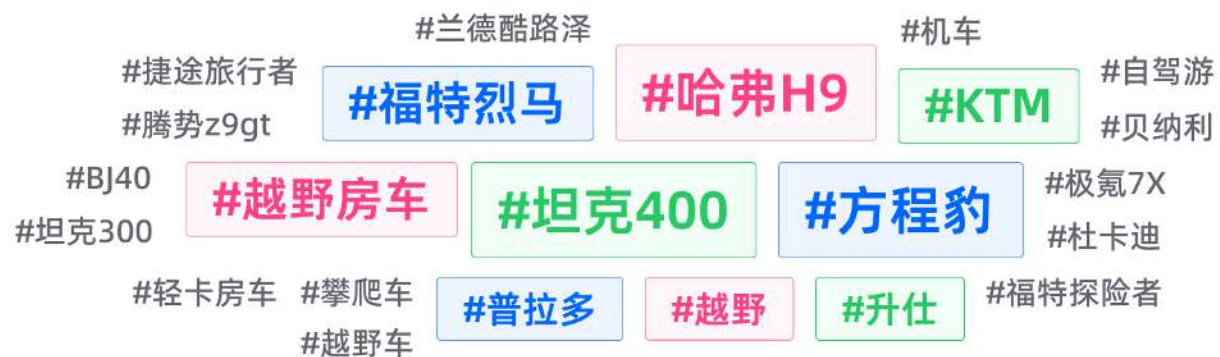 #兰德酷路泽
#机车
#捷途旅行者
#福特烈马
#哈弗H9
#KTM
#自驾游
#腾势z9gt
#贝纳利
#BJ40
#越野房车
#坦克400
#方程豹
#极氪7X
#坦克300
#杜卡迪
#轻卡房车
#攀爬车
#普拉多
#越野
#升仕
#福特探险者
#越野车